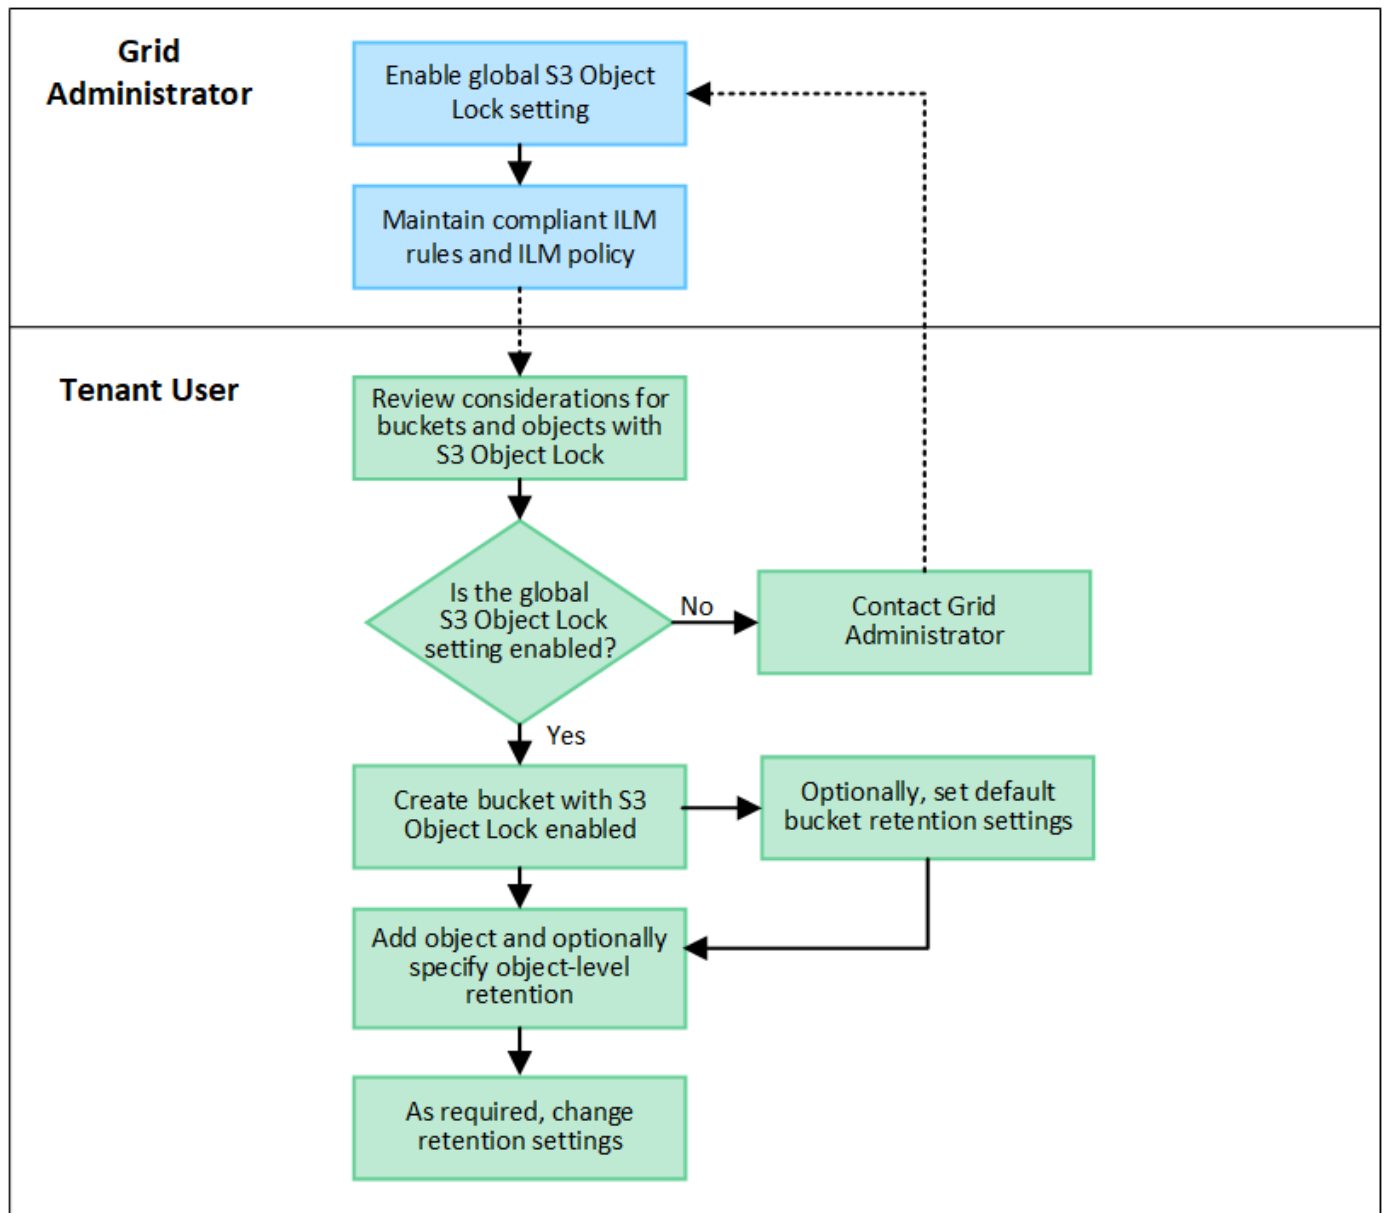 Grid
Administrator
Enable global S3 Object
Lock setting
Maintain compliant ILM
rules and ILM policy
Tenant User
Review considerations for
buckets and objects with
S3 Object Lock
Is the global
S3 Object Lock
setting enabled?
No
Contact Grid
Administrator
Yes
Create bucket with S3
Object Lock enabled
Optionally, set default
bucket retention settings
Add object and optionally
specify object-level
retention
As required, change
retention settings